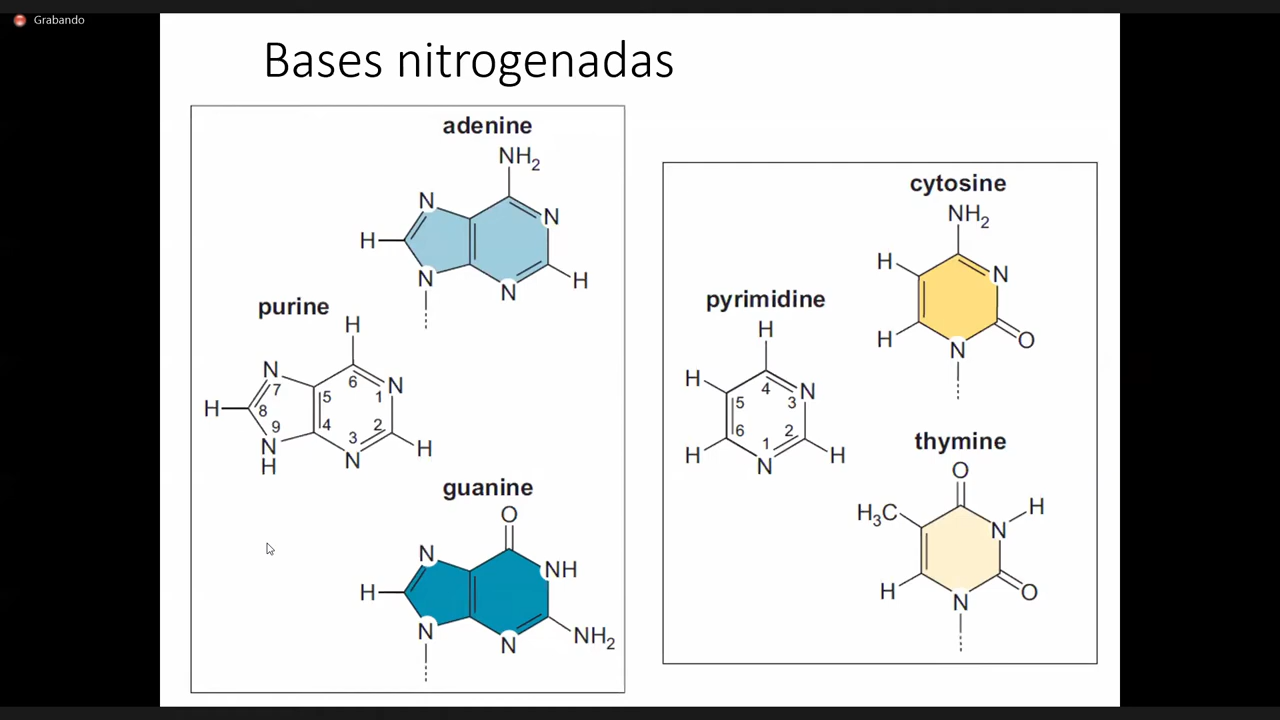 Grabando
Bases nitrogenadas
adenine
NH2
N
N
H
N
N
H
purine
H
N
N
7
6
1
5
H
8
9
4
3
2
N
H
N
H
guanine
O
N
NH
H
N
N
NH2
cytosine
NH2
H
N
H
N
O
pyrimidine
H
H
N
4
5
3
6
1
2
H
N
H
thymine
O
H3C
H
N
H
N
O